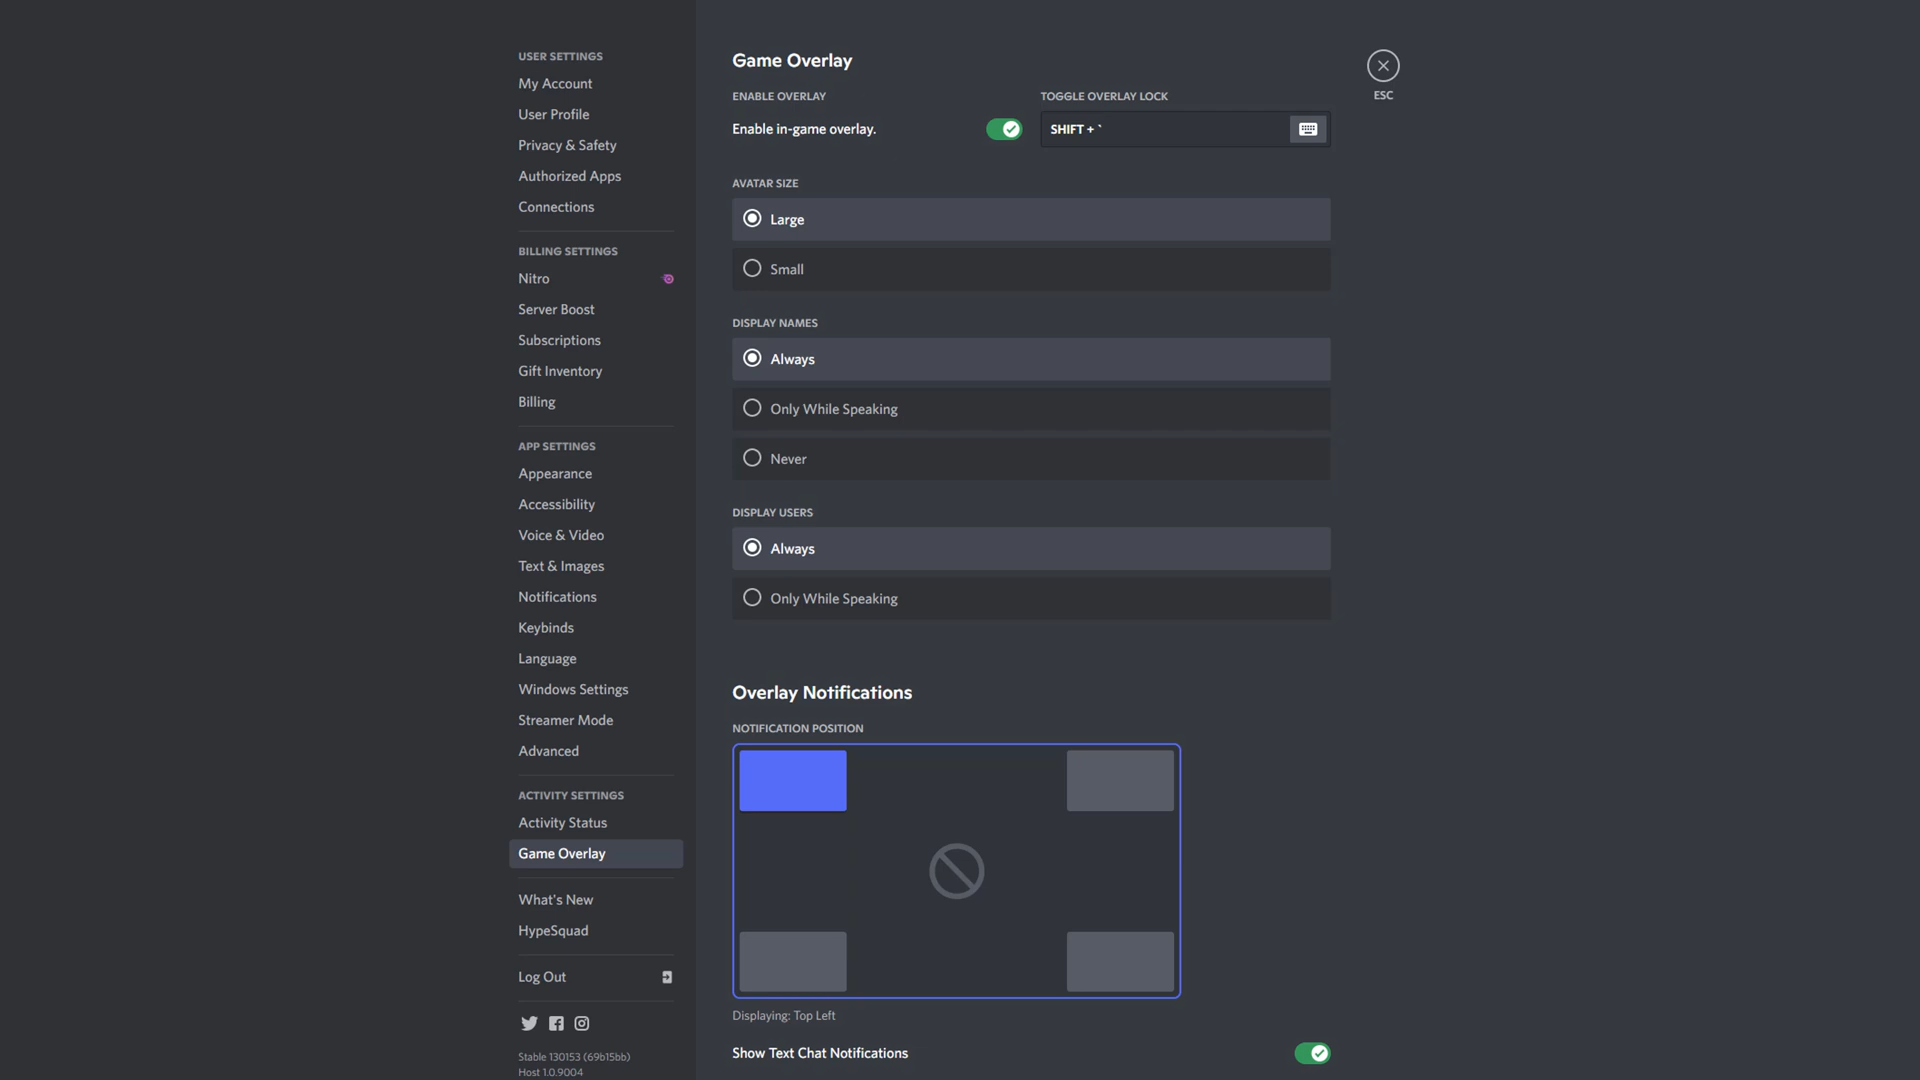 USER SETTINGS
My Account
User Profile
Privacy & Safety
Authorized Apps
Connections
BILLING SETTINGS
Nitro
Server Boost
Subscriptions
Gift Inventory
Billing
APP SETTINGS
Appearance
Accessibility
Voice & Video
Text & Images
Notifications
Keybinds
Language
Windows Settings
Streamer Mode
Advanced
ACTIVITY SETTINGS
Activity Status
Game Overlay
What's New
HypeSquad
Log Out
Stable 130153 (69b15bb)
Host 1.0.9004
Game Overlay
ENABLE OVERLAY
Enable in-game overlay.
TOGGLE OVERLAY LOCK
SHIFT + `
ESC
AVATAR SIZE
Large
Small
DISPLAY NAMES
Always
Only While Speaking
Never
DISPLAY USERS
Always
Only While Speaking
Overlay Notifications
NOTIFICATION POSITION
Displaying: Top Left
Show Text Chat Notifications